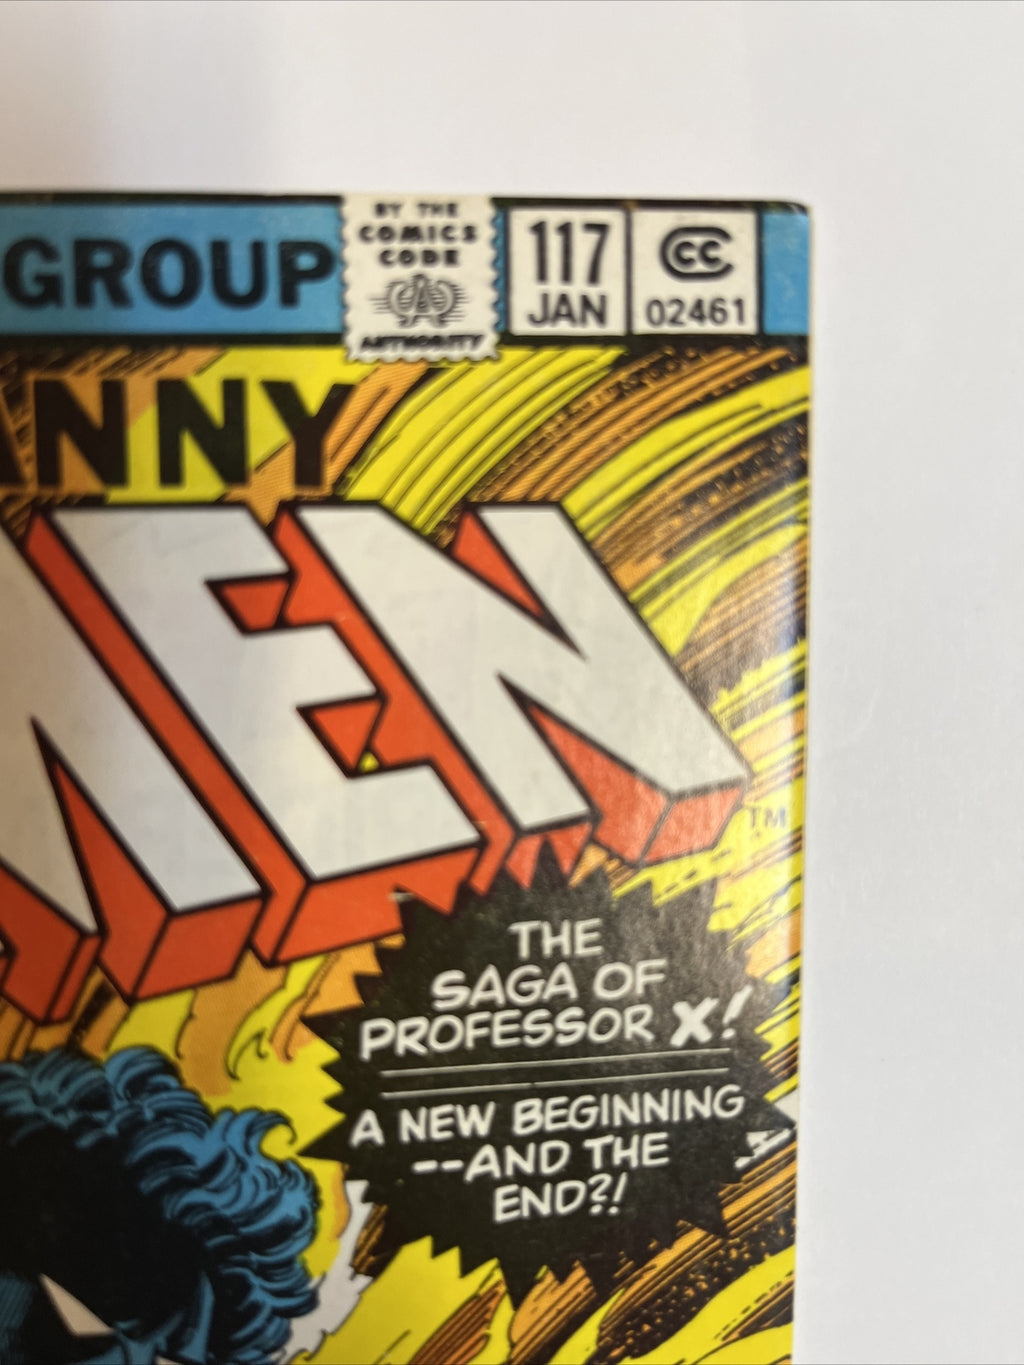 GROUP
BY THE
COMICS
CODE
AUTHORITY
117
JAN
CC
02461
ANNY
MEN
TM
THE
SAGA OF
PROFESSOR X!
A NEW BEGINNING
--AND THE
END?!